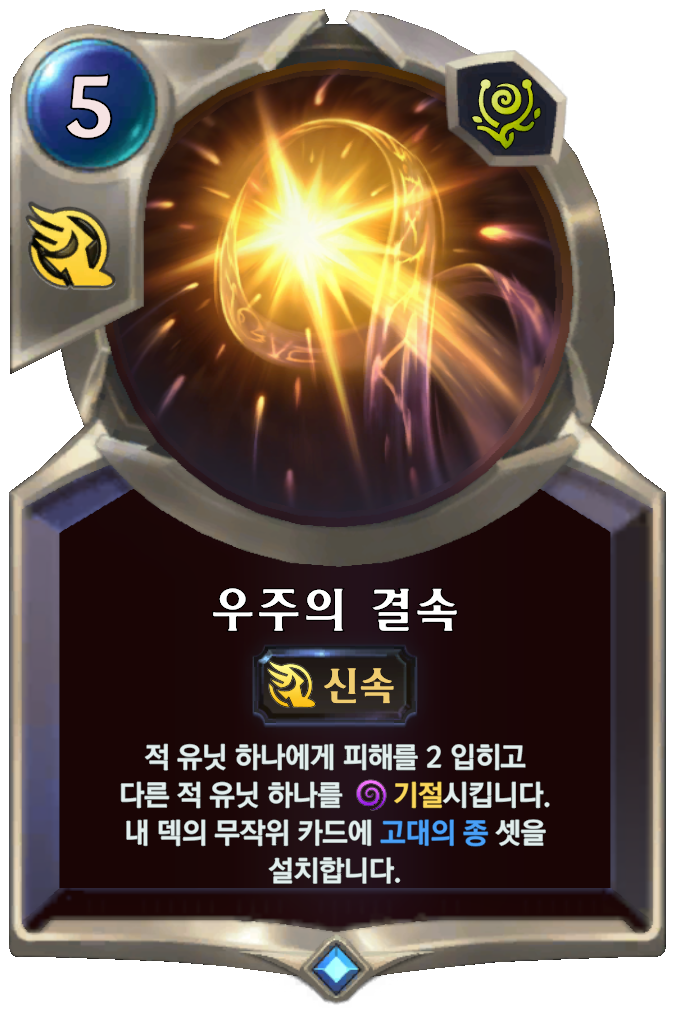 5
우주의 결속
신속
적 유닛 하나에게 피해를 2 입히고
다른 적 유닛 하나를 기절시킵니다.
내 덱의 무작위 카드에 고대의 종 셋을
설치합니다.